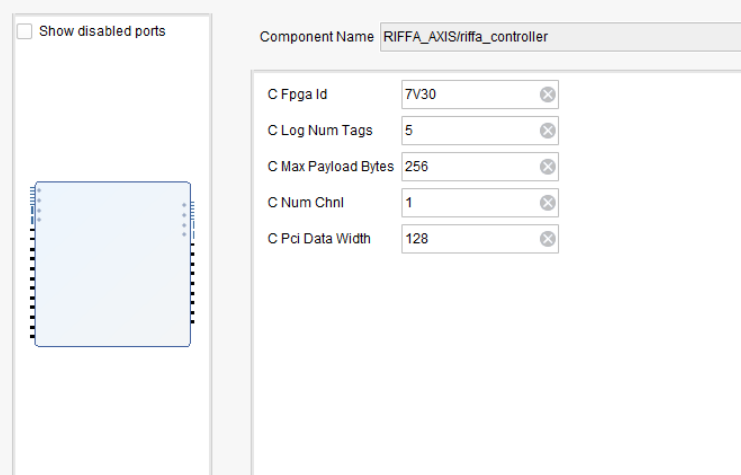 Show disabled ports
Component Name RIFFA_AXIS/riffa_controller
C Fpga Id 7V30
C Log Num Tags 5
C Max Payload Bytes 256
C Num Chnl 1
C Pci Data Width 128